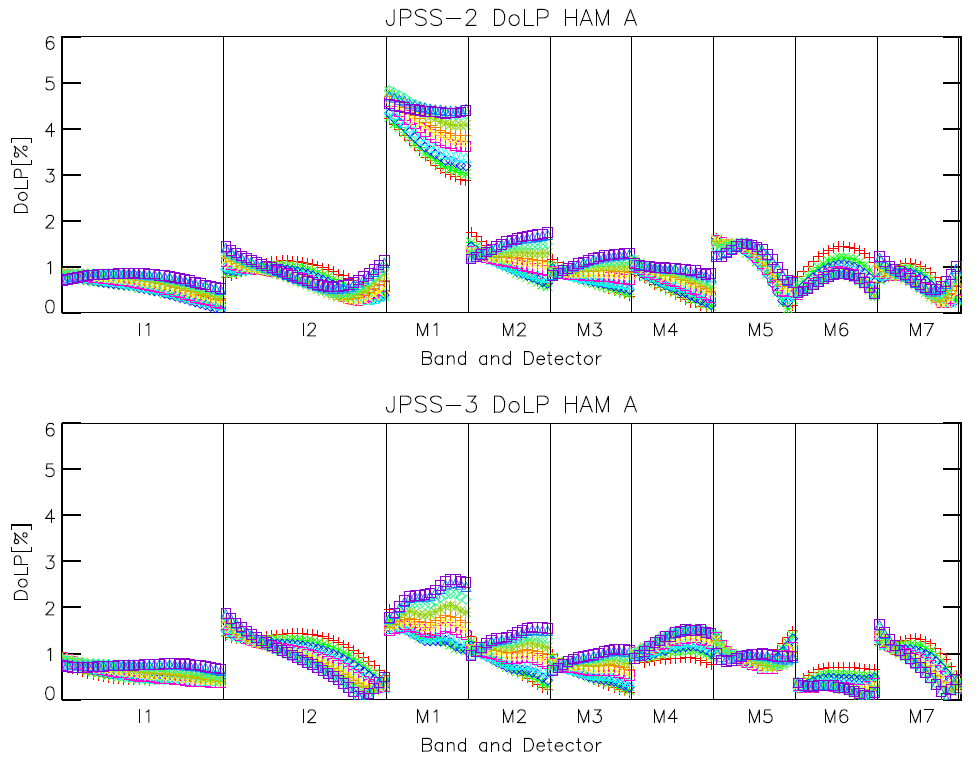 JPSS-2 DoLP HAM A
6
5
4
3
2
1
0
DoLP[%]
I1 I2 M1 M2 M3 M4 M5 M6 M7
Band and Detector
JPSS-3 DoLP HAM A
6
5
4
3
2
1
0
DoLP[%]
I1 I2 M1 M2 M3 M4 M5 M6 M7
Band and Detector